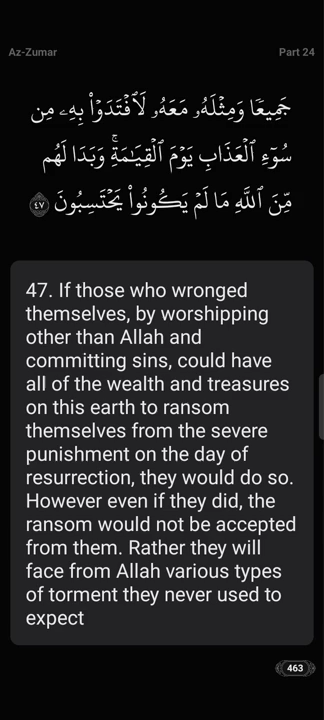 Az-Zumar
Part 24
جَمِيعٗا وَمِثۡلَهُۥ مَعَهُۥ لَٱفۡتَدَوۡاْ بِهِۦ مِن
سُوٓءِ ٱلۡعَذَابِ يَوۡمَ ٱلۡقِيَٰمَةِۚ وَبَدَا لَهُم
مِّنَ ٱللَّهِ مَا لَمۡ يَكُونُواْ يَحۡتَسِبُونَ ٤٧
47. If those who wronged
themselves, by worshipping
other than Allah and
committing sins, could have
all of the wealth and treasures
on this earth to ransom
themselves from the severe
punishment on the day of
resurrection, they would do so.
However even if they did, the
ransom would not be accepted
from them. Rather they will
face from Allah various types
of torment they never used to
expect
463